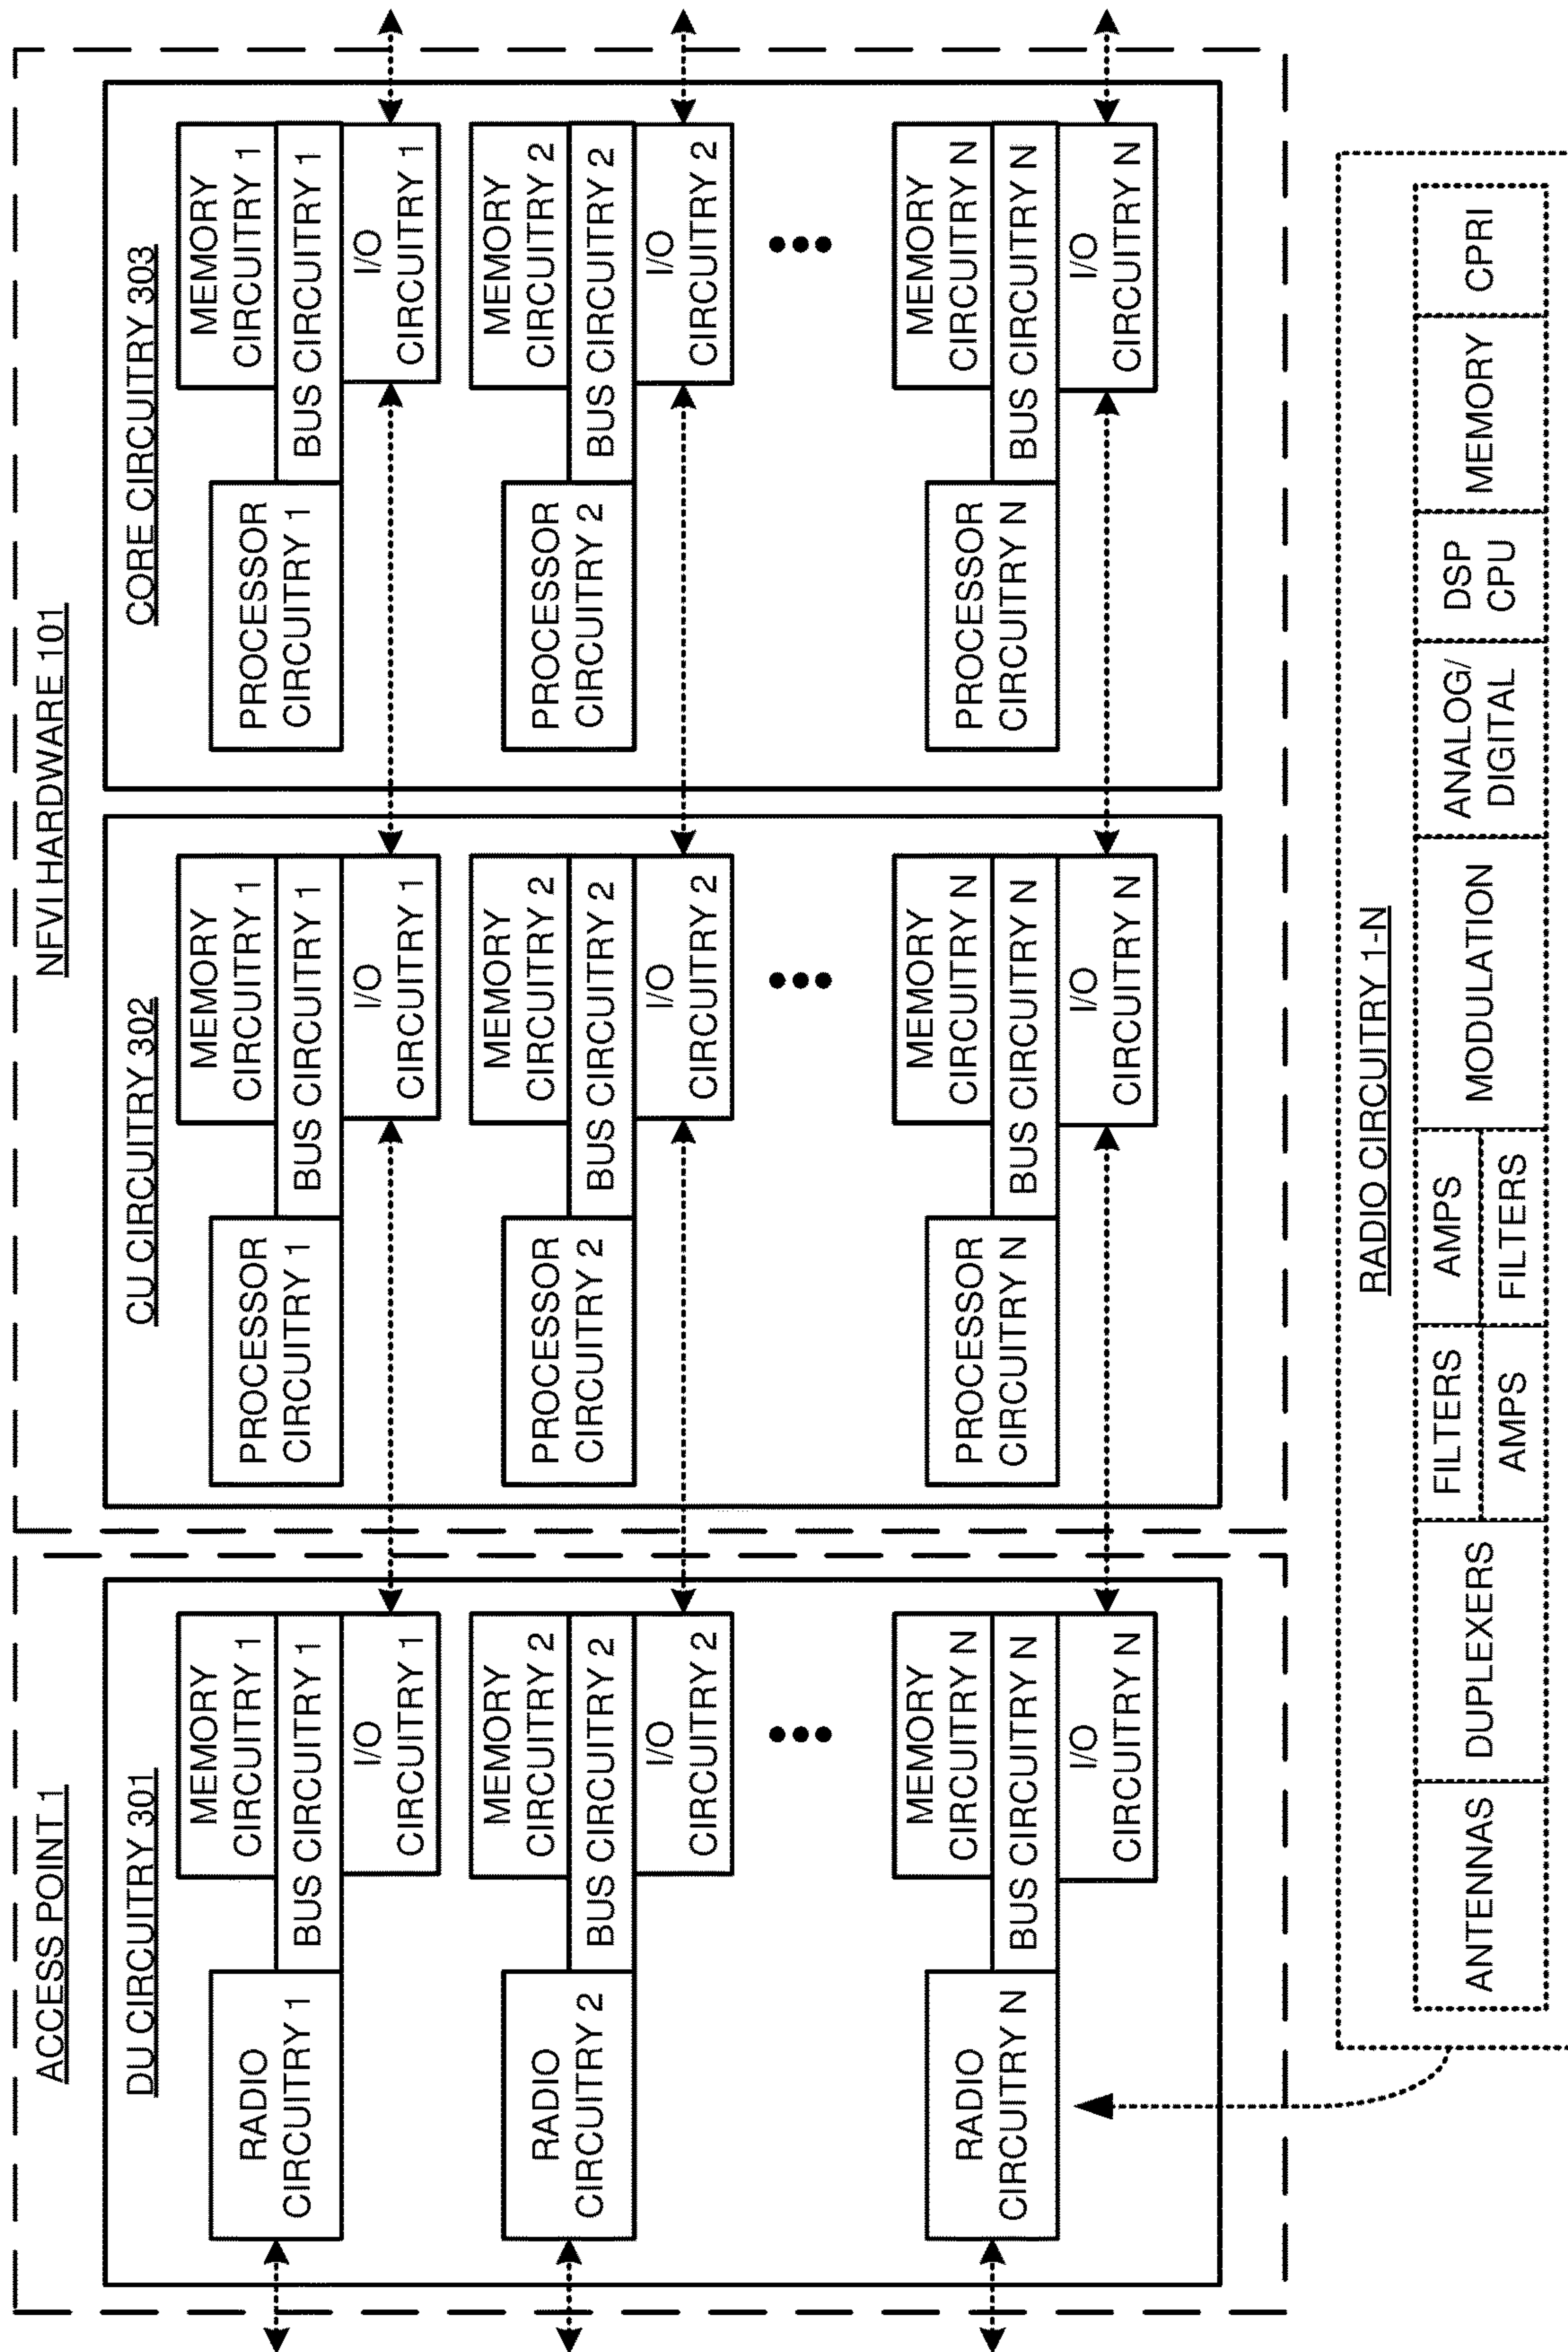 ACCESS POINT 1
DU CIRCUITRY 301
RADIO
CIRCUITRY 1
MEMORY
CIRCUITRY 1
BUS CIRCUITRY 1
I/O
CIRCUITRY 1
RADIO
CIRCUITRY 2
MEMORY
CIRCUITRY 2
BUS CIRCUITRY 2
I/O
CIRCUITRY 2
RADIO
CIRCUITRY N
MEMORY
CIRCUITRY N
BUS CIRCUITRY N
I/O
CIRCUITRY N
NFVI HARDWARE 101
CU CIRCUITRY 302
PROCESSOR
CIRCUITRY 1
MEMORY
CIRCUITRY 1
BUS CIRCUITRY 1
I/O
CIRCUITRY 1
PROCESSOR
CIRCUITRY 2
MEMORY
CIRCUITRY 2
BUS CIRCUITRY 2
I/O
CIRCUITRY 2
PROCESSOR
CIRCUITRY N
MEMORY
CIRCUITRY N
BUS CIRCUITRY N
I/O
CIRCUITRY N
CORE CIRCUITRY 303
PROCESSOR
CIRCUITRY 1
MEMORY
CIRCUITRY 1
BUS CIRCUITRY 1
I/O
CIRCUITRY 1
PROCESSOR
CIRCUITRY 2
MEMORY
CIRCUITRY 2
BUS CIRCUITRY 2
I/O
CIRCUITRY 2
PROCESSOR
CIRCUITRY N
MEMORY
CIRCUITRY N
BUS CIRCUITRY N
I/O
CIRCUITRY N
RADIO CIRCUITRY 1-N
ANTENNAS
DUPLEXERS
FILTERS
AMPS
AMPS
FILTERS
MODULATION
ANALOG/
DIGITAL
DSP
CPU
MEMORY
CPRI